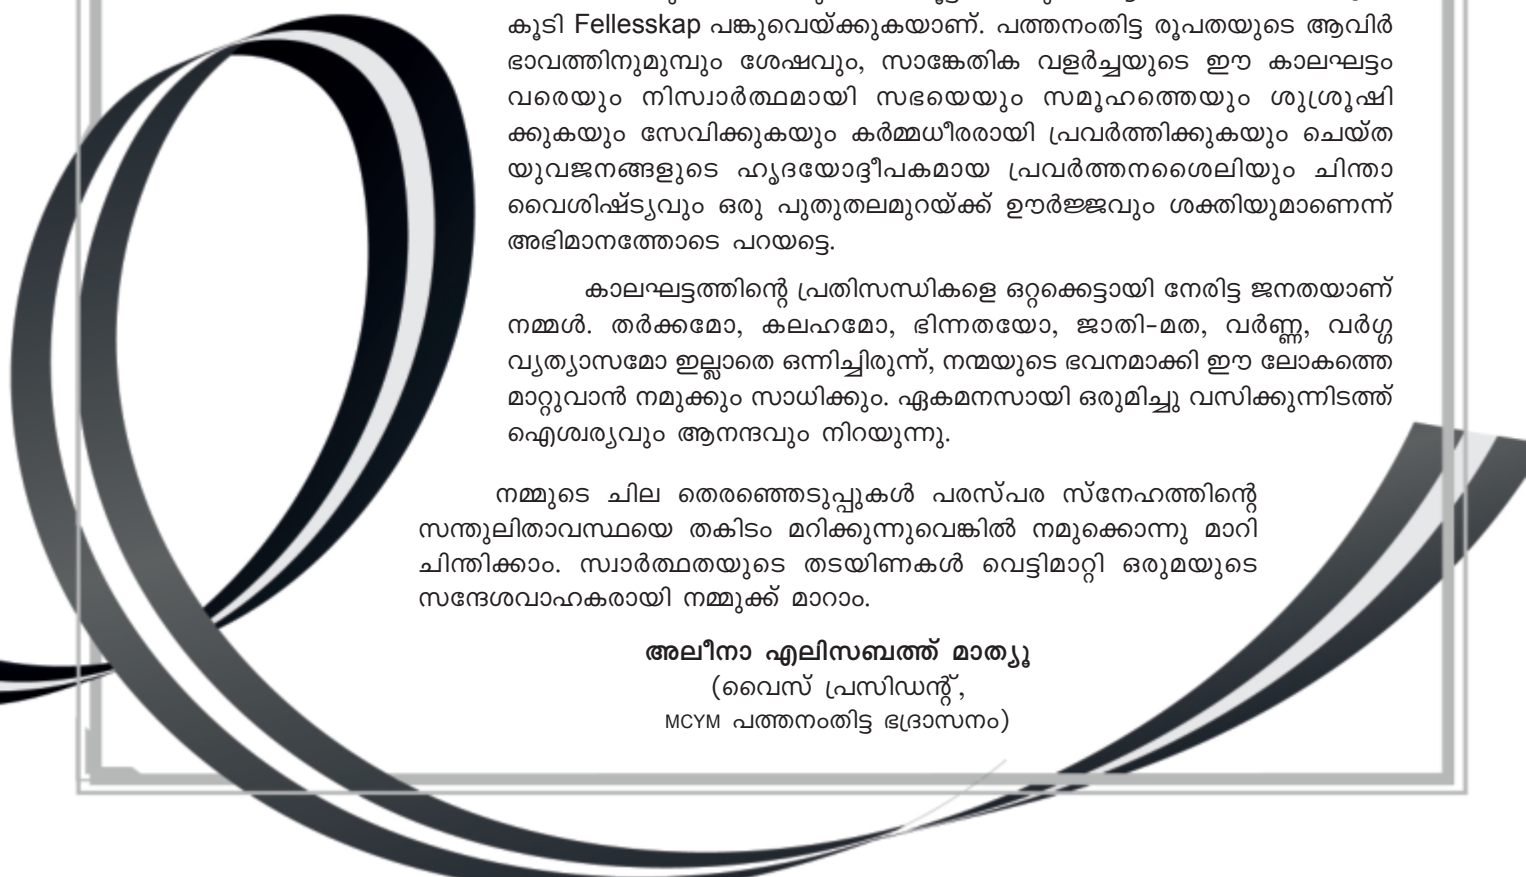 കൂടി Fellesskap പങ്കുവെയ്ക്കുകയാണ്. പത്തനംതിട്ട രൂപതയുടെ ആവിർ
ഭാവത്തിനുമുമ്പും ശേഷവും, സാങ്കേതിക വളർച്ചയുടെ ഈ കാലഘട്ടം
വരെയും നിസ്വാർത്ഥമായി സഭയെയും സമൂഹത്തെയും ശുശ്രൂഷി
ക്കുകയും സേവിക്കുകയും കർമ്മധീരരായി പ്രവർത്തിക്കുകയും ചെയ്ത
യുവജനങ്ങളുടെ ഹൃദയോദ്ദീപകമായ പ്രവർത്തനശൈലിയും ചിന്താ
വൈശിഷ്ട്യവും ഒരു പുതുതലമുറയ്ക്ക് ഊർജ്ജവും ശക്തിയുമാണെന്ന്
അഭിമാനത്തോടെ പറയട്ടെ.
കാലഘട്ടത്തിന്റെ പ്രതിസന്ധികളെ ഒറ്റക്കെട്ടായി നേരിട്ട ജനതയാണ്
നമ്മൾ. തർക്കമോ, കലഹമോ, ഭിന്നതയോ, ജാതി-മത, വർണ്ണ, വർഗ്ഗ
വ്യത്യാസമോ ഇല്ലാതെ ഒന്നിച്ചിരുന്ന്, നന്മയുടെ ഭവനമാക്കി ഈ ലോകത്തെ
മാറ്റുവാൻ നമുക്കും സാധിക്കും. ഏകമനസായി ഒരുമിച്ചു വസിക്കുന്നിടത്ത്
ഐശ്വര്യവും ആനന്ദവും നിറയുന്നു.
നമ്മുടെ ചില തെരഞ്ഞെടുപ്പുകൾ പരസ്പര സ്നേഹത്തിന്റെ
സന്തുലിതാവസ്ഥയെ തകിടം മറിക്കുന്നുവെങ്കിൽ നമുക്കൊന്നു മാറി
ചിന്തിക്കാം. സ്വാർത്ഥതയുടെ തടയിണകൾ വെട്ടിമാറ്റി ഒരുമയുടെ
സന്ദേശവാഹകരായി നമ്മുക്ക് മാറാം.
അലീനാ എലിസബത്ത് മാത്യൂ
(വൈസ് പ്രസിഡന്റ്,
MCYM പത്തനംതിട്ട ഭദ്രാസനം)